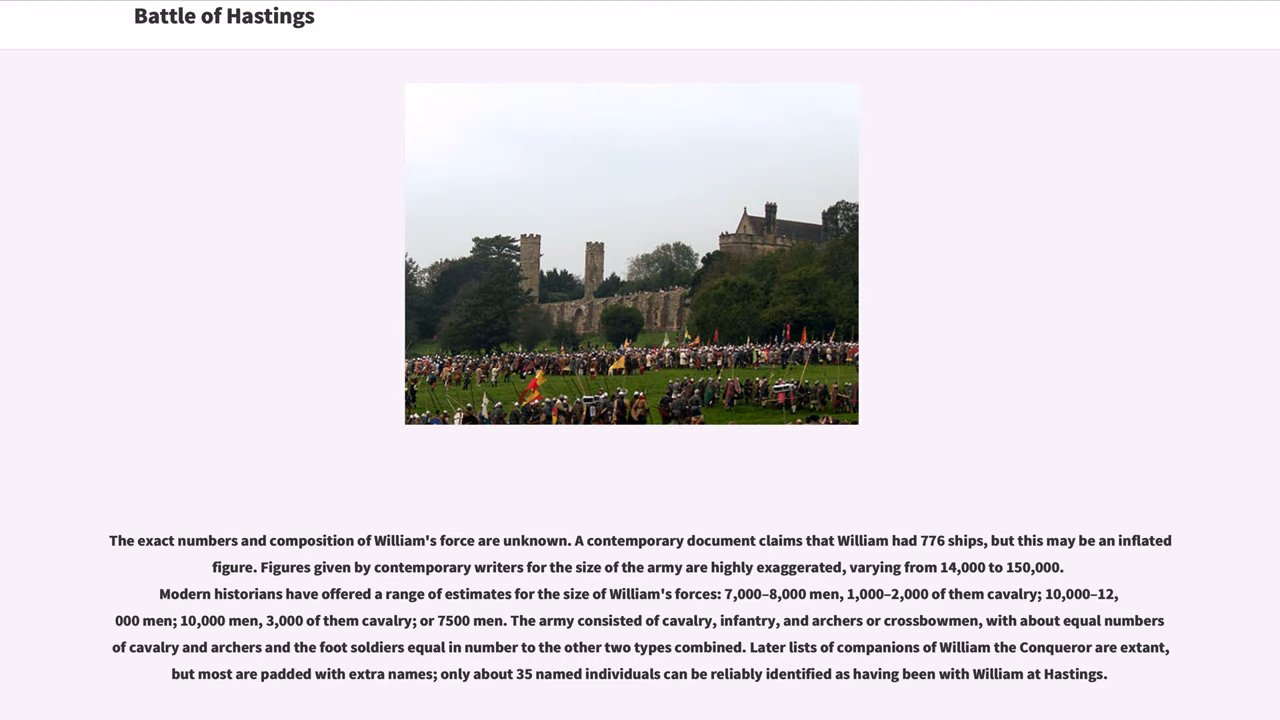 Battle of Hastings
The exact numbers and composition of William's force are unknown. A contemporary document claims that William had 776 ships, but this may be an inflated
figure. Figures given by contemporary writers for the size of the army are highly exaggerated, varying from 14,000 to 150,000.
Modern historians have offered a range of estimates for the size of William's forces: 7,000–8,000 men, 1,000–2,000 of them cavalry; 10,000–12,
000 men; 10,000 men, 3,000 of them cavalry; or 7500 men. The army consisted of cavalry, infantry, and archers or crossbowmen, with about equal numbers
of cavalry and archers and the foot soldiers equal in number to the other two types combined. Later lists of companions of William the Conqueror are extant,
but most are padded with extra names; only about 35 named individuals can be reliably identified as having been with William at Hastings.